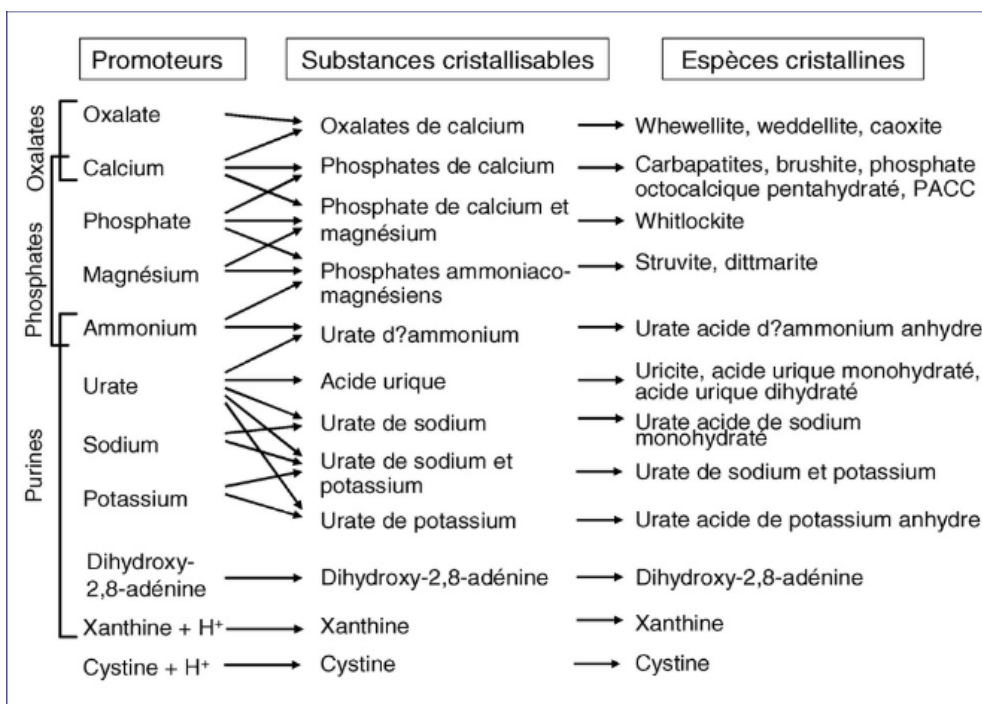 Promoteurs
Substances cristallisables
Espèces cristallines
Oxalates
Phosphates
Purines
Oxalate
Calcium
Phosphate
Magnésium
Ammonium
Urate
Sodium
Potassium
Dihydroxy-
2,8-adénine
Xanthine + H⁺
Cystine + H⁺
Oxalates de calcium
Phosphates de calcium
Phosphate de calcium et
magnésium
Phosphates ammoniaco-
magnésiens
Urate d?ammonium
Acide urique
Urate de sodium
Urate de sodium et
potassium
Urate de potassium
Dihydroxy-2,8-adénine
Xanthine
Cystine
Whewellite, weddellite, caoxite
Carbapatites, brushite, phosphate
octocalcique pentahydraté, PACC
Whitlockite
Struvite, dittmarite
Urate acide d?ammonium anhydre
Uricite, acide urique monohydraté,
acide urique dihydraté
Urate acide de sodium
monohydraté
Urate de sodium et potassium
Urate acide de potassium anhydre
Dihydroxy-2,8-adénine
Xanthine
Cystine